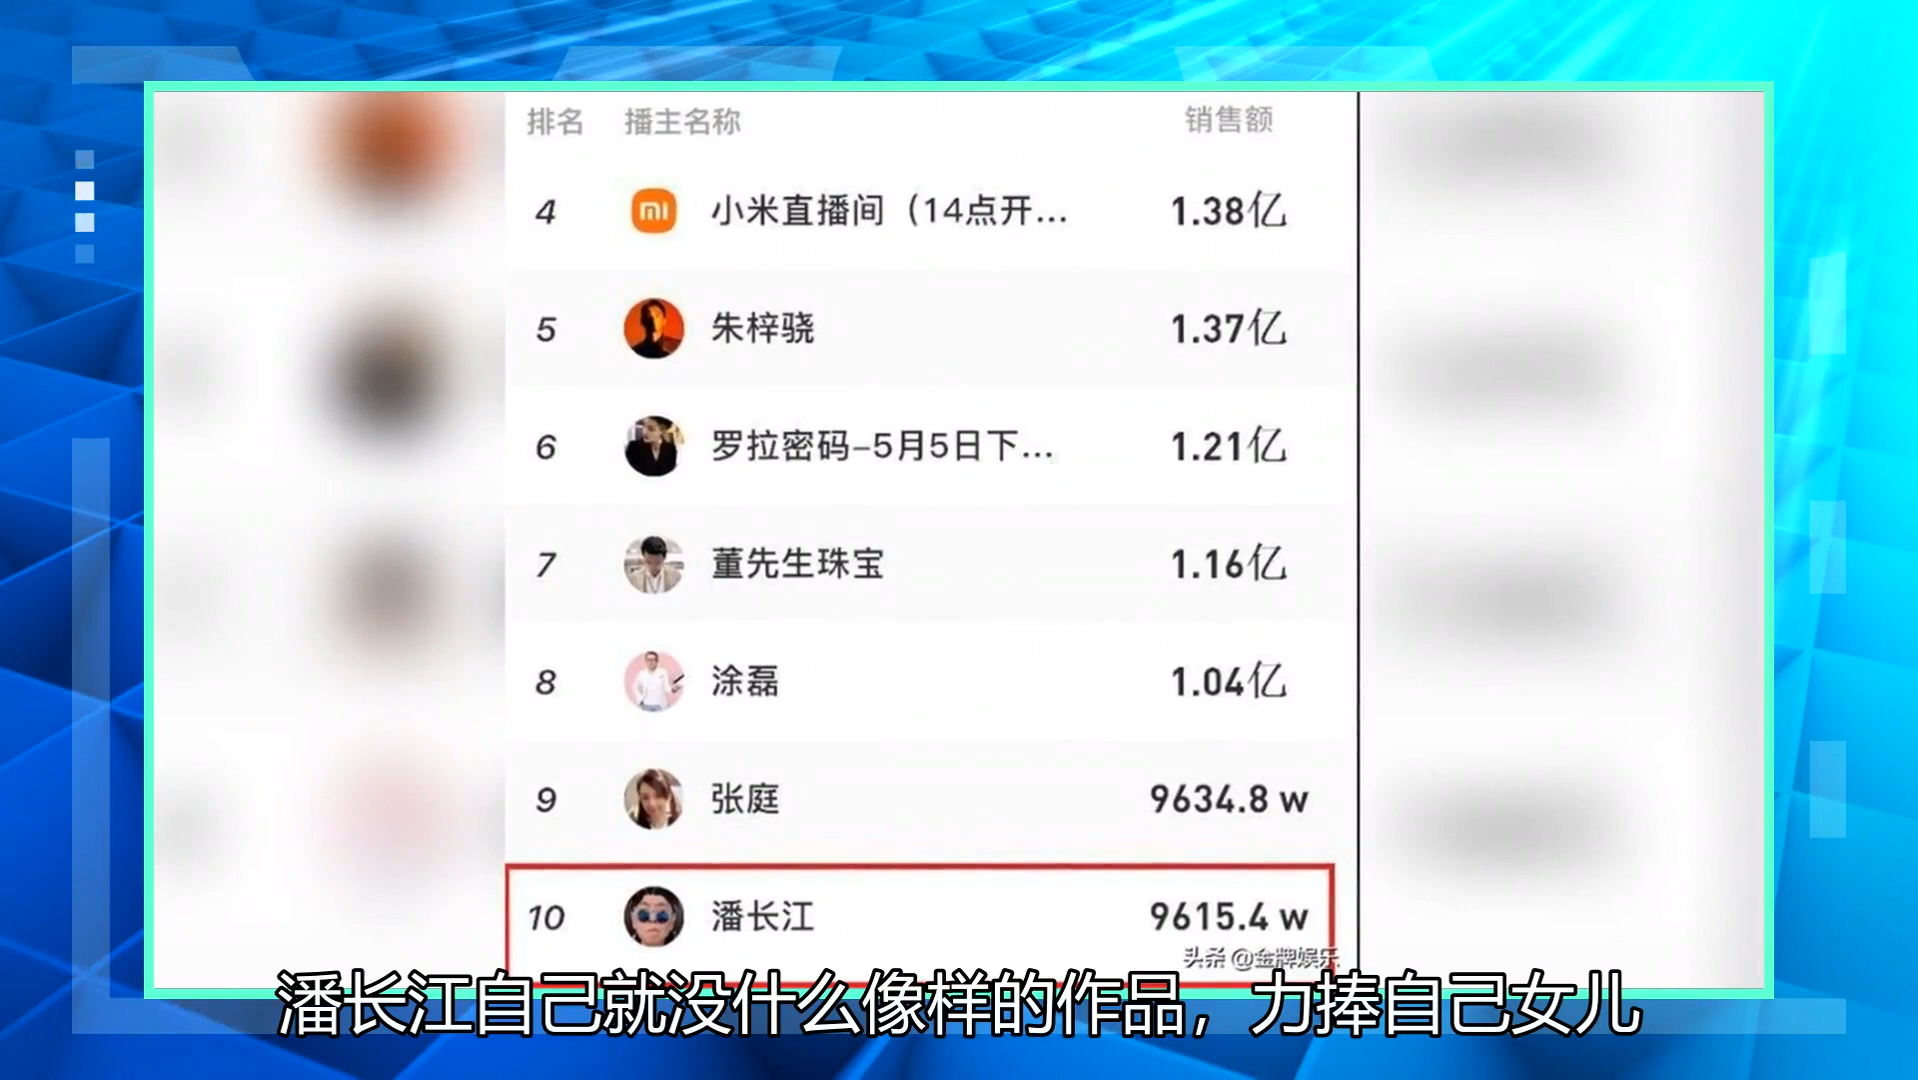 排名 播主名称 销售额
4 mi 小米直播间（14点开... 1.38亿
5 朱梓骁 1.37亿
6 罗拉密码-5月5日下... 1.21亿
7 董先生珠宝 1.16亿
8 涂磊 1.04亿
9 张庭 9634.8 w
10 潘长江 9615.4 w
头条 @金牌娱乐
潘长江自己就没什么像样的作品，力捧自己女儿